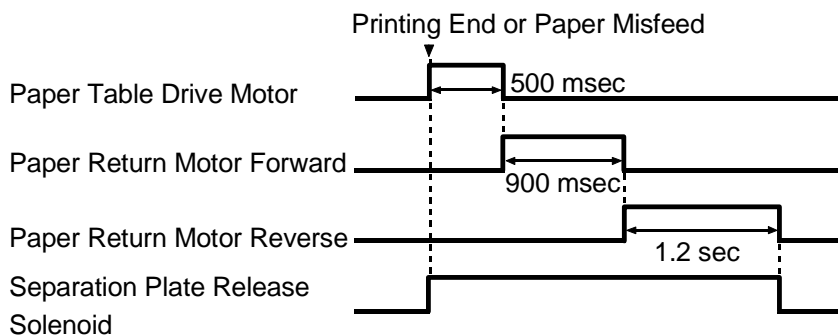 Printing End or Paper Misfeed
Paper Table Drive Motor
500 msec
Paper Return Motor Forward
900 msec
Paper Return Motor Reverse
1.2 sec
Separation Plate Release
Solenoid